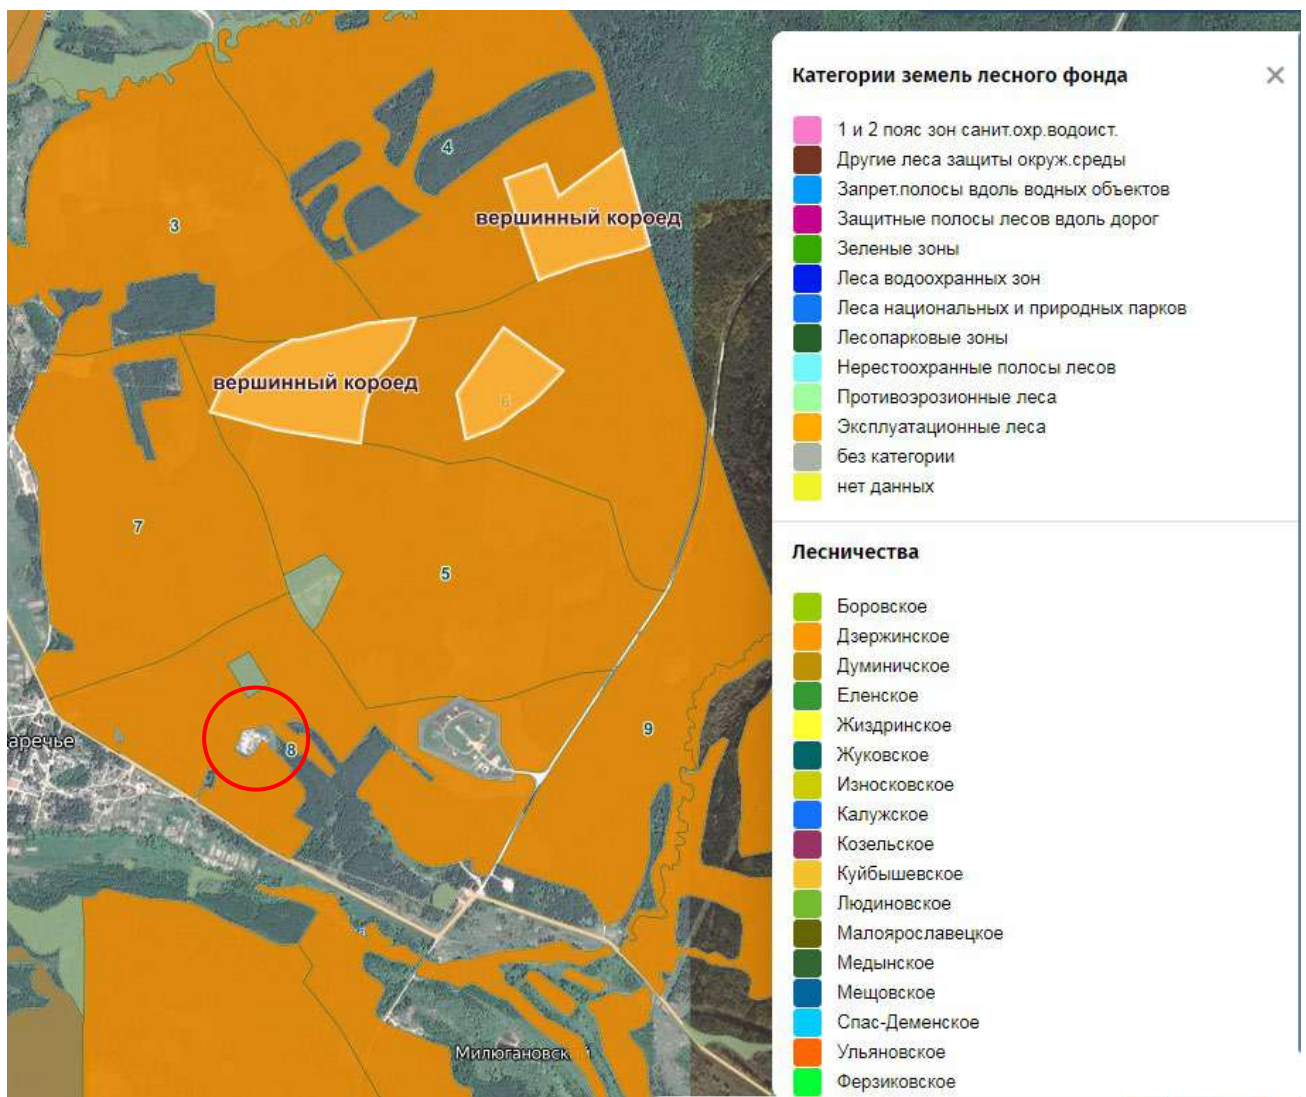 4
3
вершинный короед
вершинный короед
6
7
5
8
9
аречье
Милюгановск й
Категории земель лесного фонда
1 и 2 пояс зон санит.охр.водоист.
Другие леса защиты окруж.среды
Запрет.полосы вдоль водных объектов
Защитные полосы лесов вдоль дорог
Зеленые зоны
Леса водоохранных зон
Леса национальных и природных парков
Лесопарковые зоны
Нерестоохранные полосы лесов
Противоэрозионные леса
Эксплуатационные леса
без категории
нет данных
Лесничества
Боровское
Дзержинское
Думиничское
Еленское
Жиздринское
Жуковское
Износковское
Калужское
Козельское
Куйбышевское
Людиновское
Малоярославецкое
Медынское
Мещовское
Спас-Деменское
Ульяновское
Ферзиковское